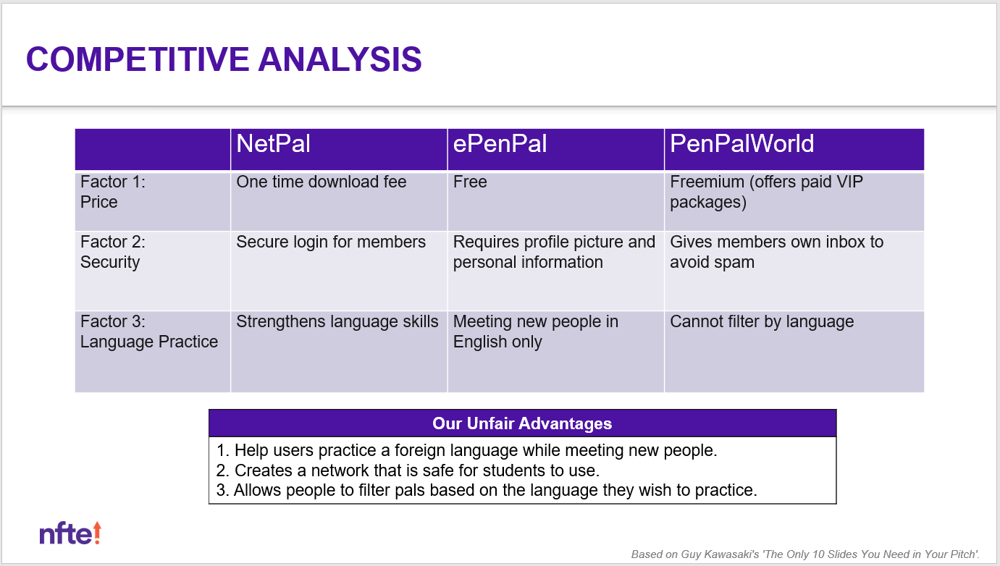 COMPETITIVE ANALYSIS
NetPal
ePenPal
PenPalWorld
Factor 1:
Price
One time download fee
Free
Freemium (offers paid VIP
packages)
Factor 2:
Security
Secure login for members
Requires profile picture and
personal information
Gives members own inbox to
avoid spam
Factor 3:
Language Practice
Strengthens language skills
Meeting new people in
English only
Cannot filter by language
Our Unfair Advantages
1. Help users practice a foreign language while meeting new people.
2. Creates a network that is safe for students to use.
3. Allows people to filter pals based on the language they wish to practice.
nfte!
Based on Guy Kawasaki's 'The Only 10 Slides You Need in Your Pitch'.